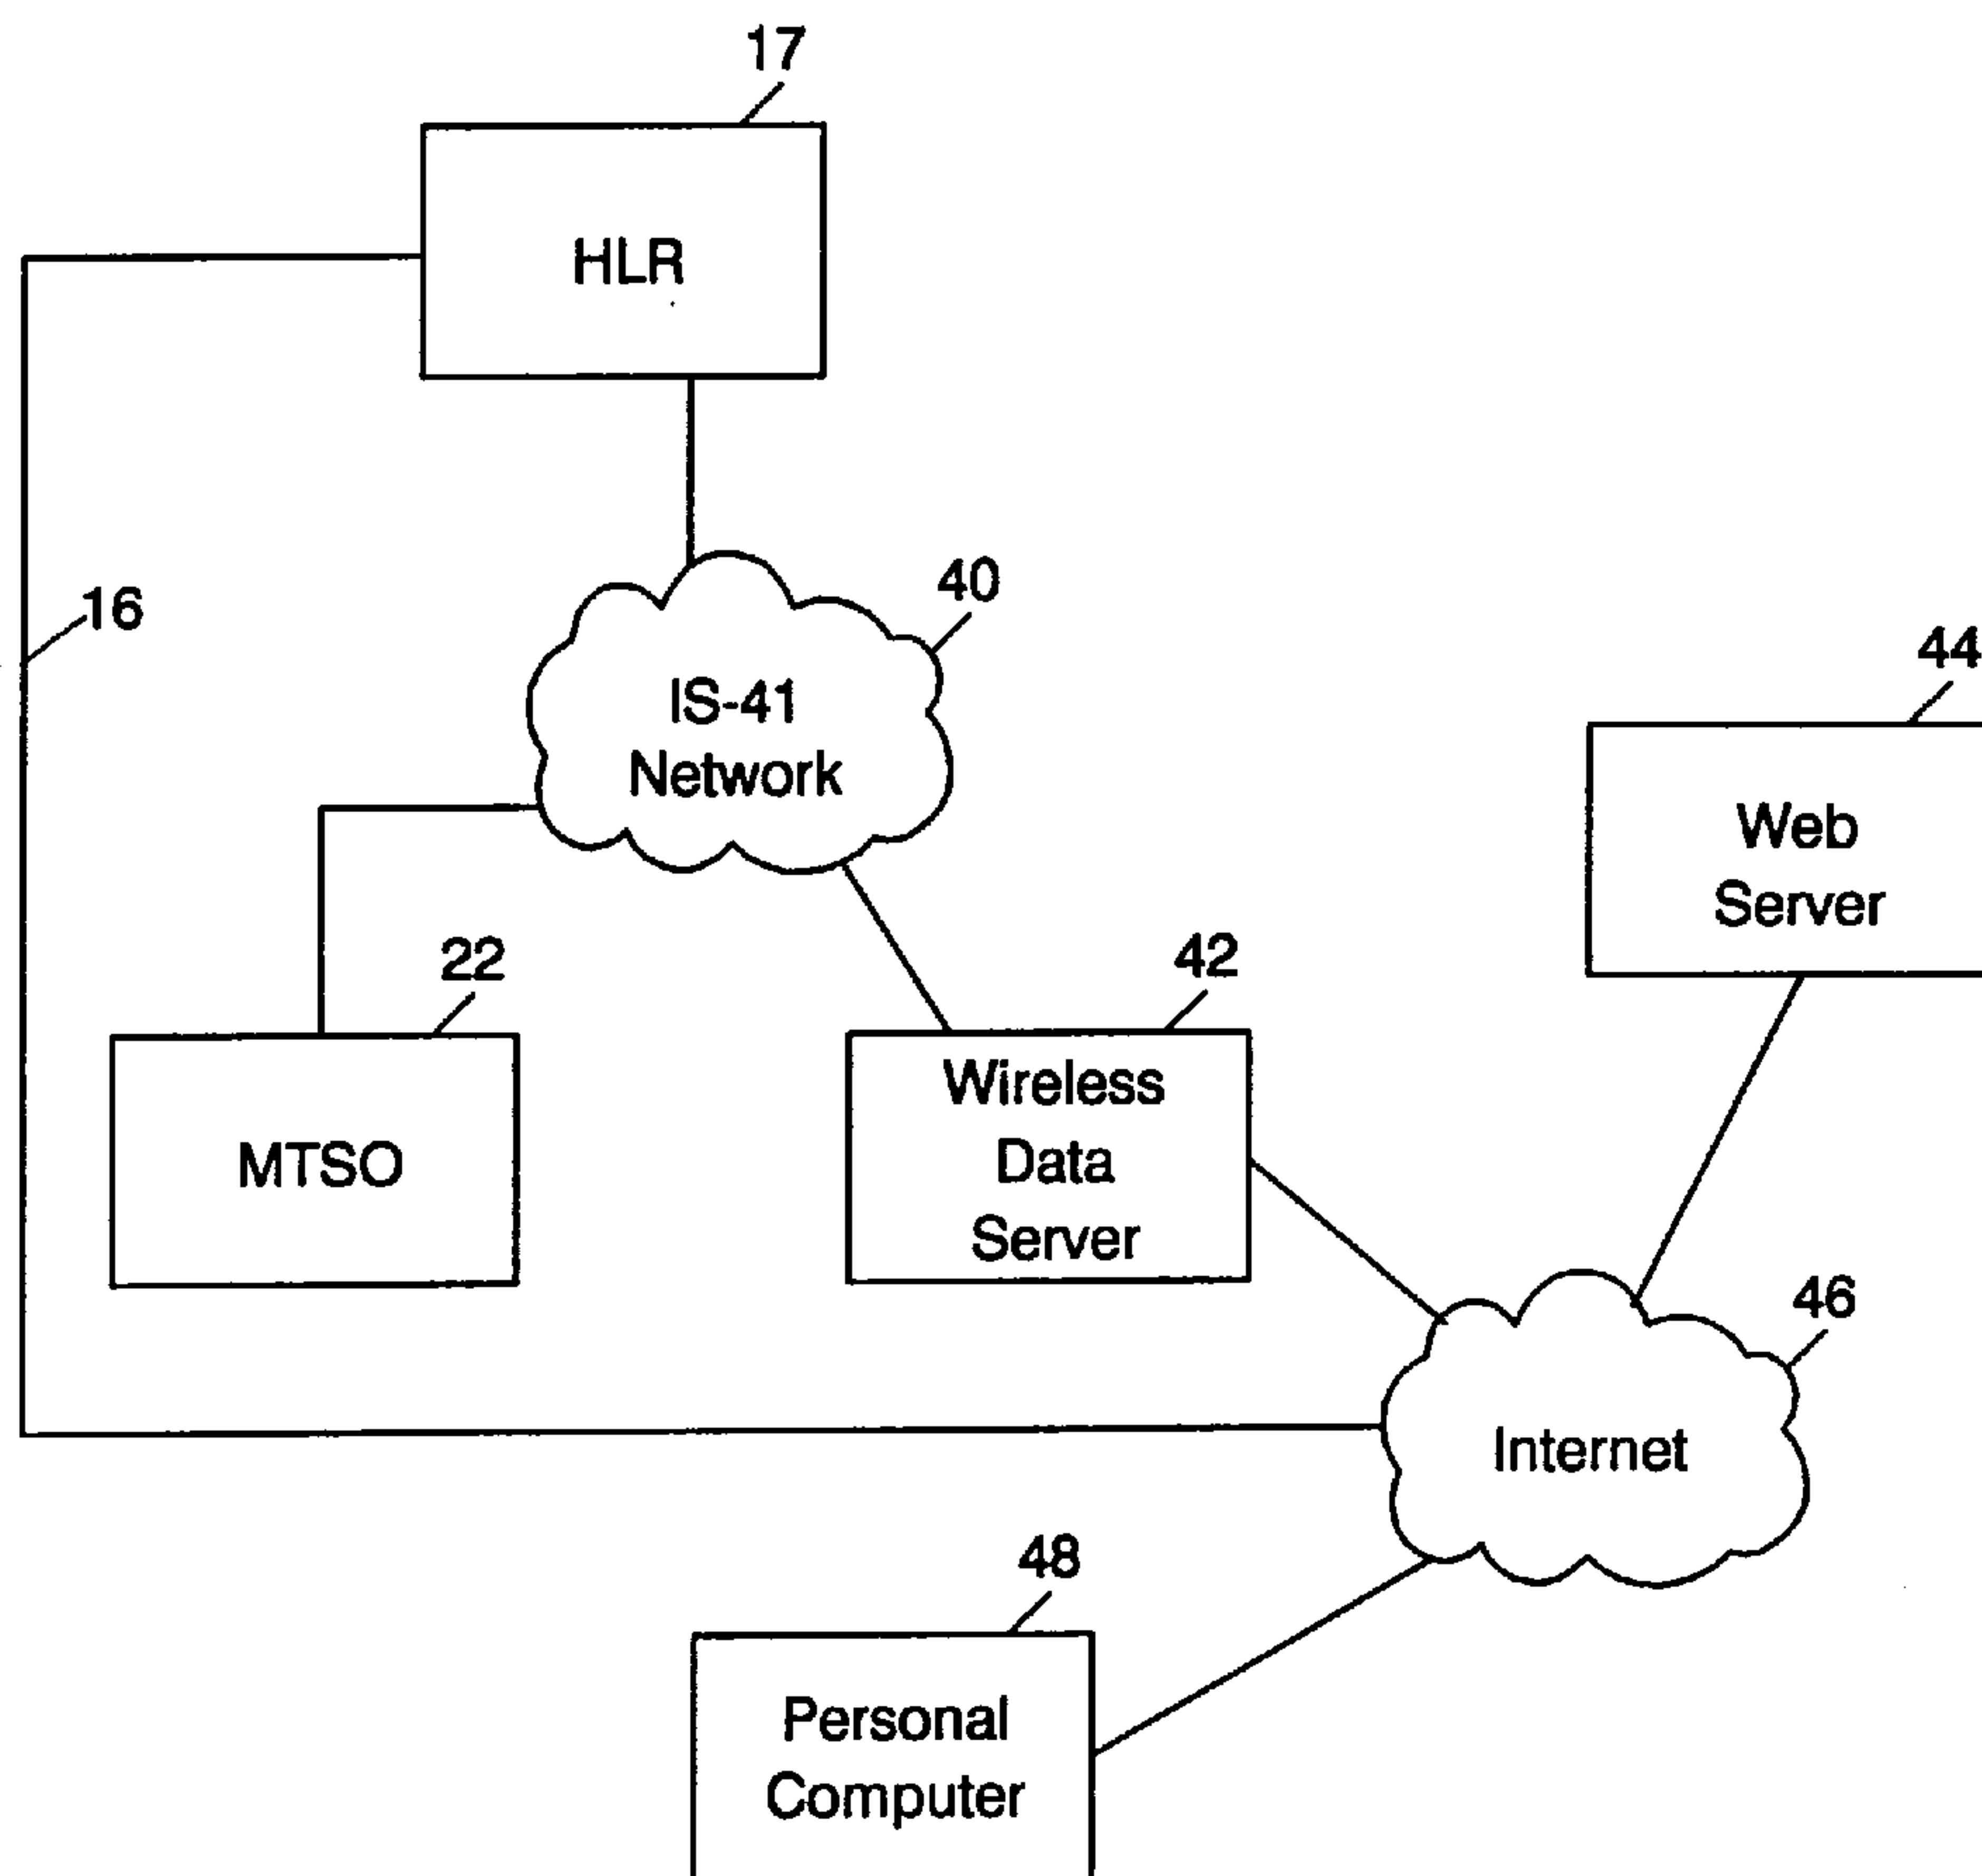 17
HLR
16
40
IS-41
Network
44
Web
Server
22
MTSO
42
Wireless
Data
Server
46
Internet
48
Personal
Computer